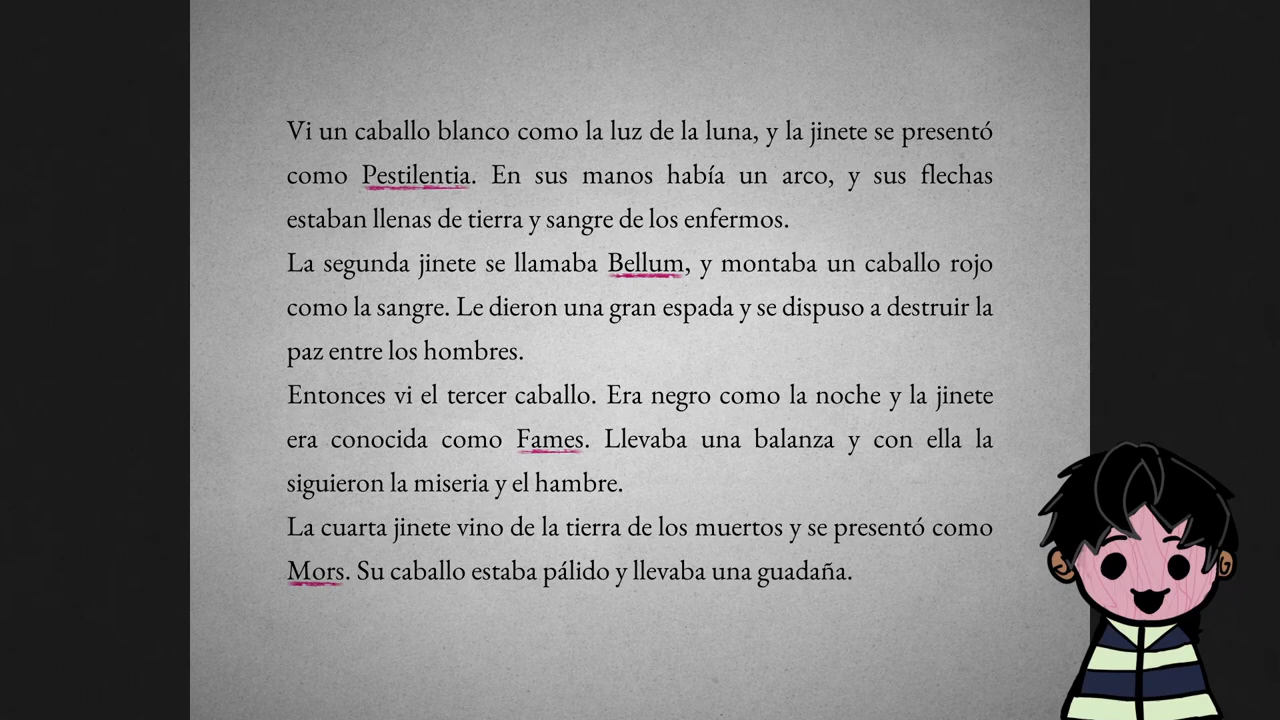 Vi un caballo blanco como la luz de la luna, y la jinete se presentó
como Pestilentia. En sus manos había un arco, y sus flechas
estaban llenas de tierra y sangre de los enfermos.
La segunda jinete se llamaba Bellum, y montaba un caballo rojo
como la sangre. Le dieron una gran espada y se dispuso a destruir la
paz entre los hombres.
Entonces vi el tercer caballo. Era negro como la noche y la jinete
era conocida como Fames. Llevaba una balanza y con ella la
siguieron la miseria y el hambre.
La cuarta jinete vino de la tierra de los muertos y se presentó como
Mors. Su caballo estaba pálido y llevaba una guadaña.